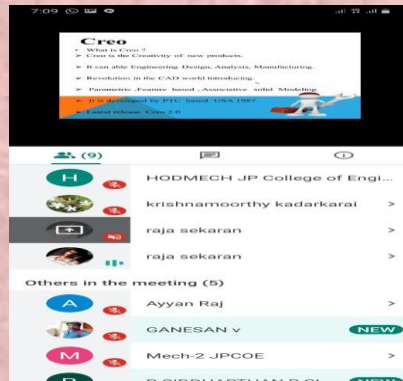 7:09
Creo
What is Creo ?
Creo is the Creativity of new products.
It can able Engineering Design, Analysis, Manufacturing.
Revolution in the CAD world introducing.
Parametric ,Feature based , Associative solid Modeling.
It is developed by PTC based USA 1987.
Latest release Creo 2.0
(9)
H HODMECH JP College of Engi...
krishnamoorthy kadarkarai
raja sekaran
raja sekaran
Others in the meeting (5)
A Ayyan Raj
GANESAN v NEW
M Mech-2 JPCOE